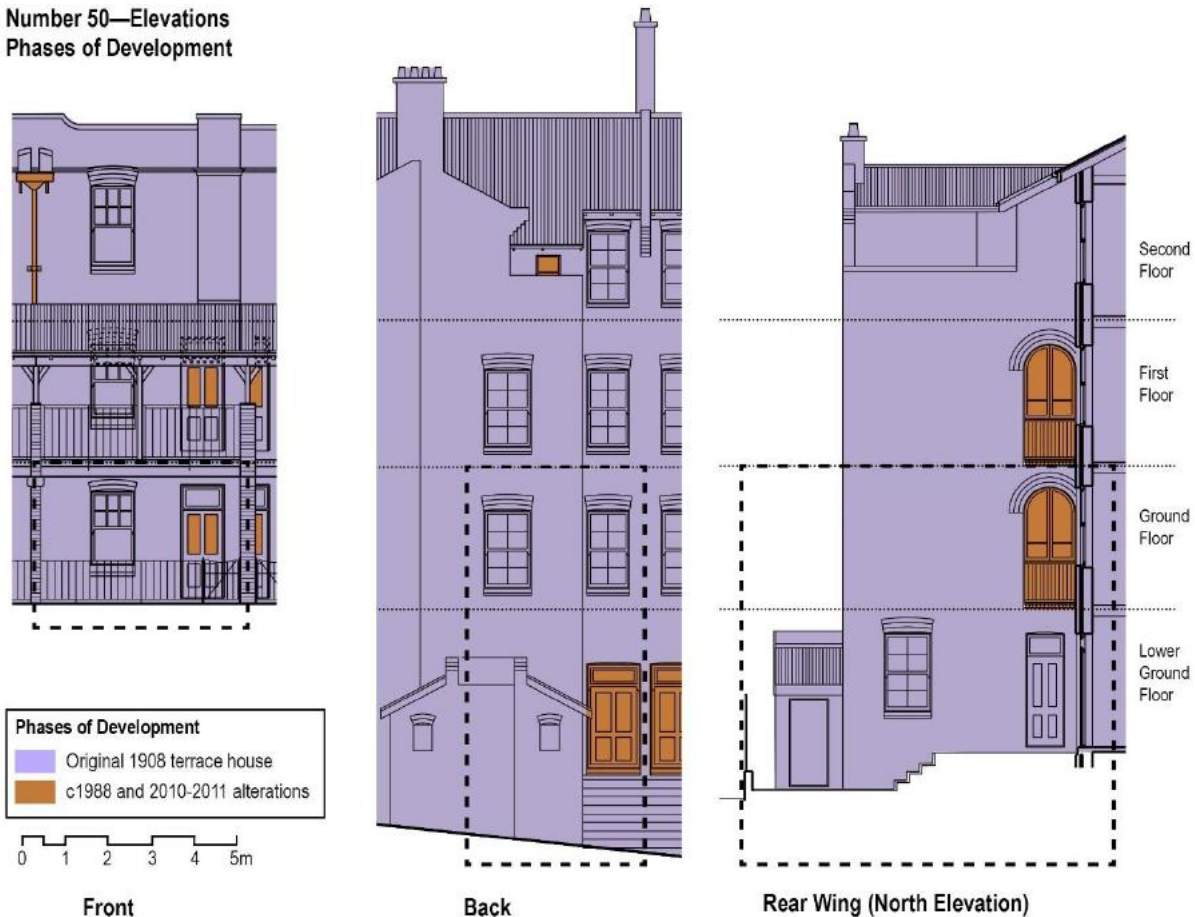 Number 50—Elevations
Phases of Development
Second
Floor
First
Floor
Ground
Floor
Lower
Ground
Floor
Phases of Development
Original 1908 terrace house
c1988 and 2010-2011 alterations
0 1 2 3 4 5m
Front
Back
Rear Wing (North Elevation)